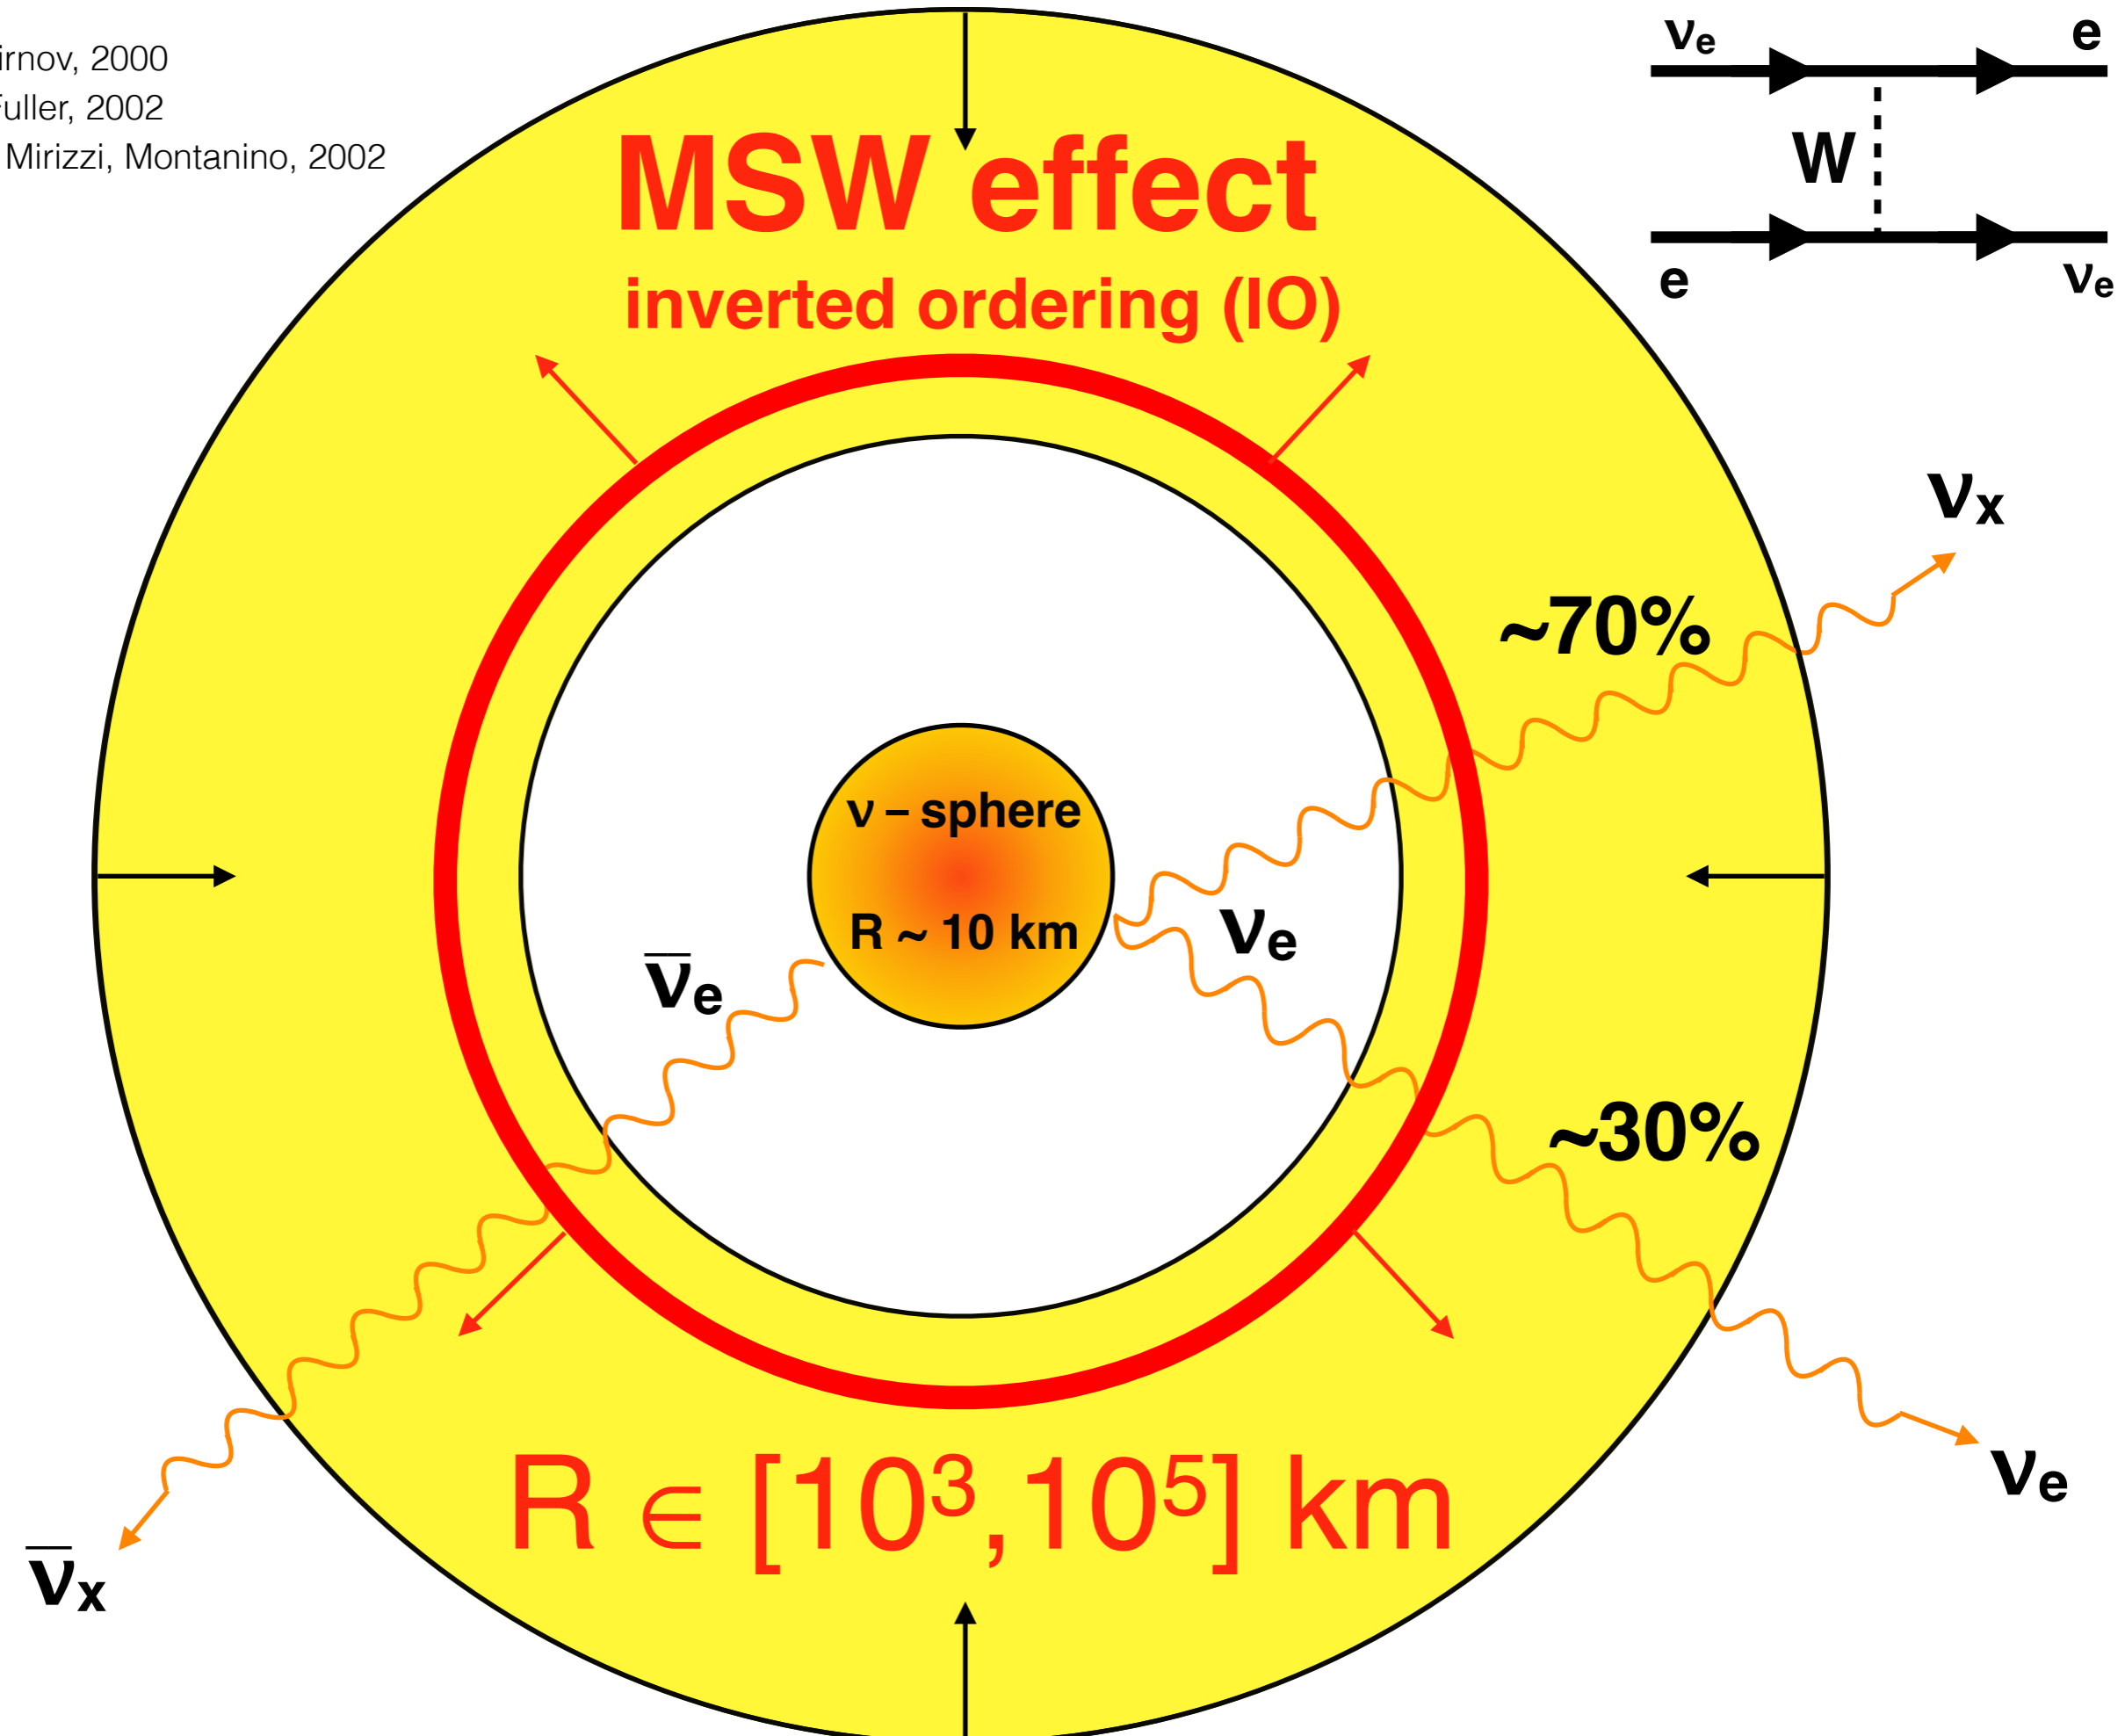 irnov, 2000
Fuller, 2002
Mirizzi, Montanino, 2002
νe
e
W
e
νe
MSW effect
inverted ordering (IO)
νx
~70%
ν – sphere
R ~ 10 km
νe
ν̅e
~30%
νe
R ∈ [10³,10⁵] km
ν̅x